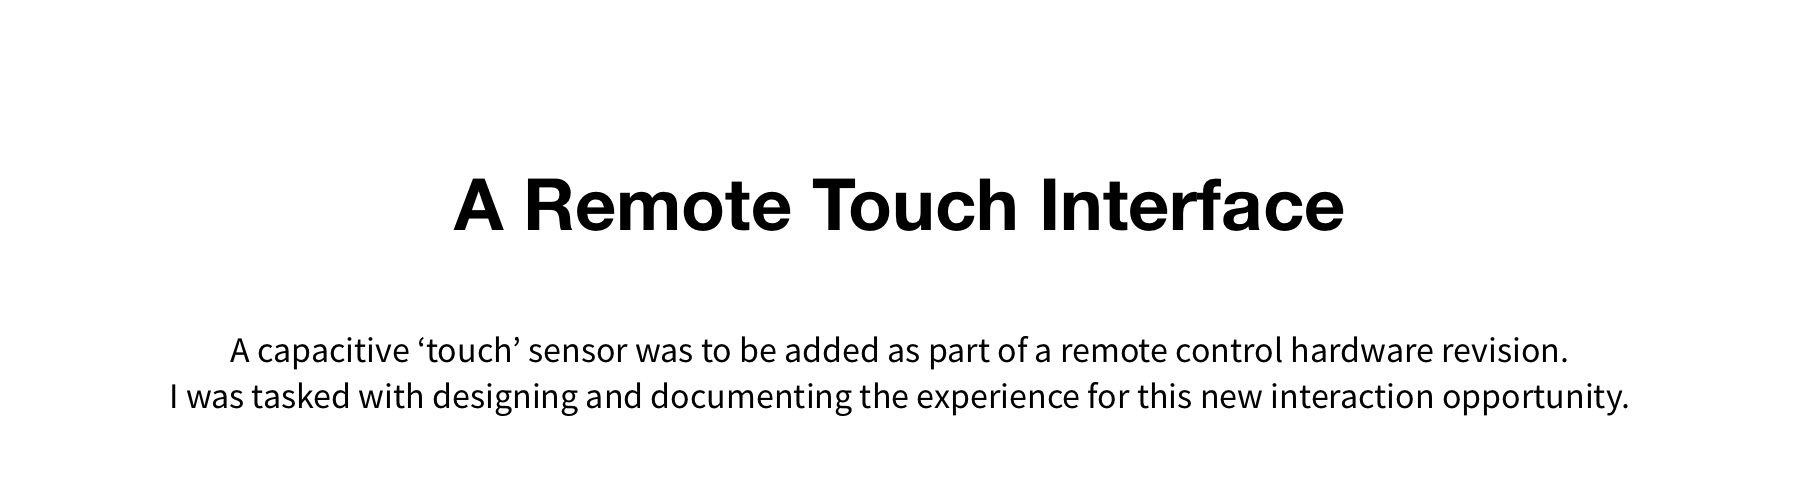 A Remote Touch Interface
A capacitive ‘touch’ sensor was to be added as part of a remote control hardware revision.
I was tasked with designing and documenting the experience for this new interaction opportunity.